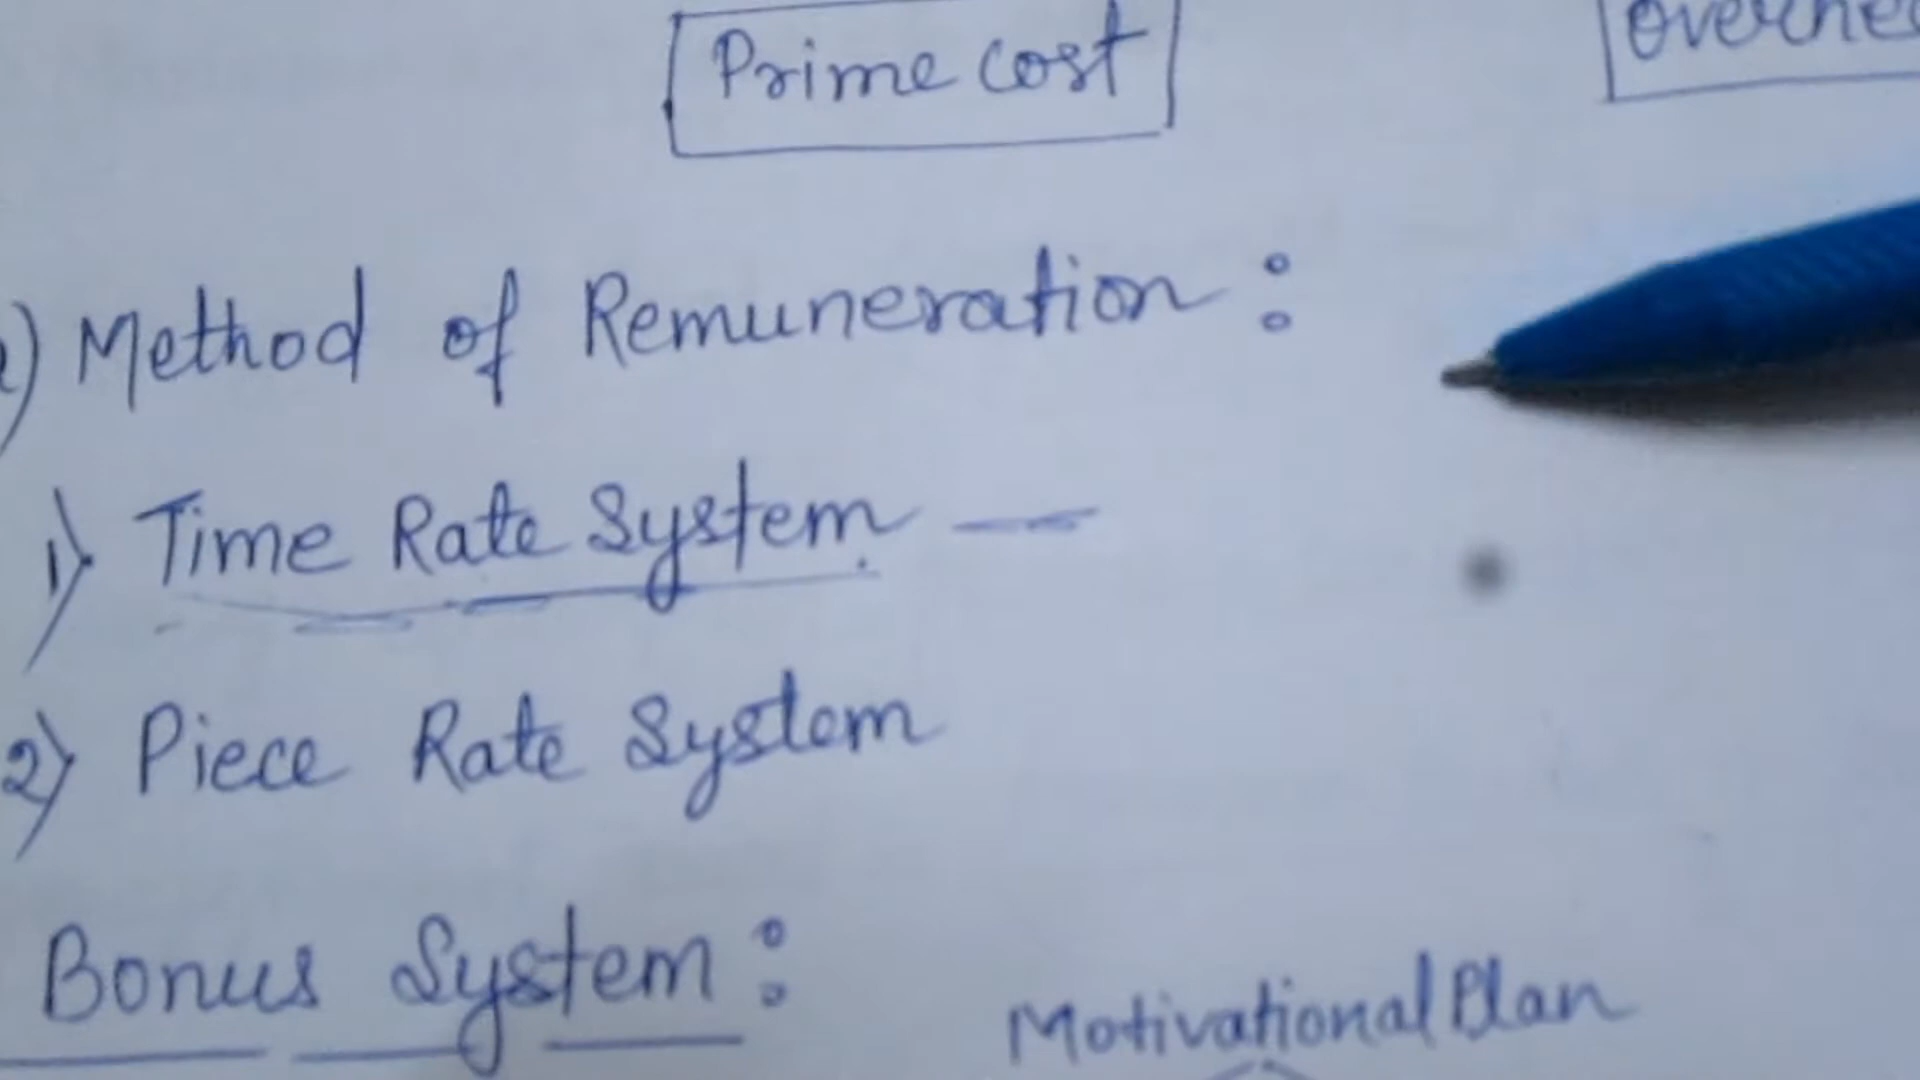 Prime cost
Method of Remuneration :
1) Time Rate System —
2) Piece Rate System
Bonus System :
Motivational Plan